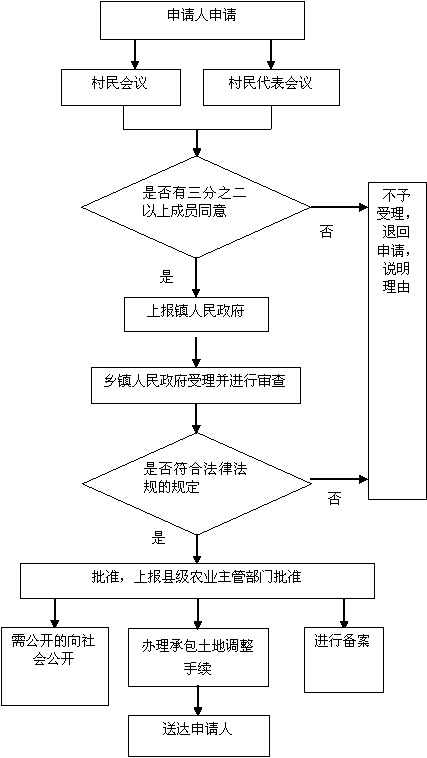 申请人申请
村民会议
村民代表会议
是否有三分之二
以上成员同意
否
不予
受理，
退回
申请，
说明
理由
是
上报镇人民政府
乡镇人民政府受理并进行审查
是否符合法律法
规的规定
否
是
批准，上报县级农业主管部门批准
需公开的向社
会公开
办理承包土地调整
手续
进行备案
送达申请人